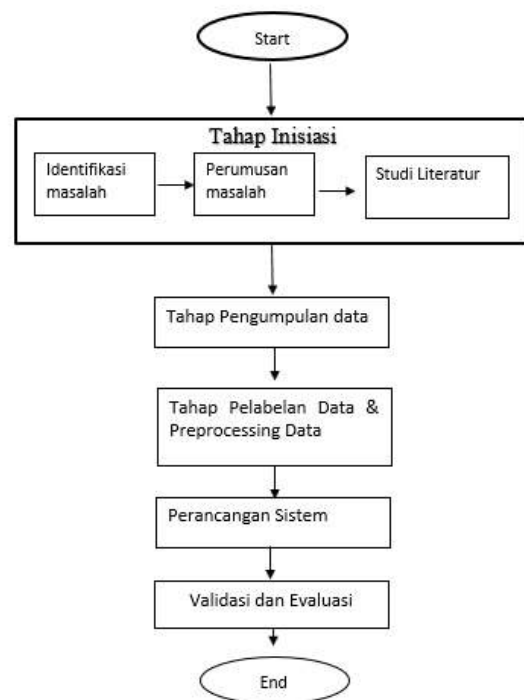 Start
Tahap Inisiasi
Identifikasi
masalah
Perumusan
masalah
Studi Literatur
Tahap Pengumpulan data
Tahap Pelabelan Data &
Preprocessing Data
Perancangan Sistem
Validasi dan Evaluasi
End